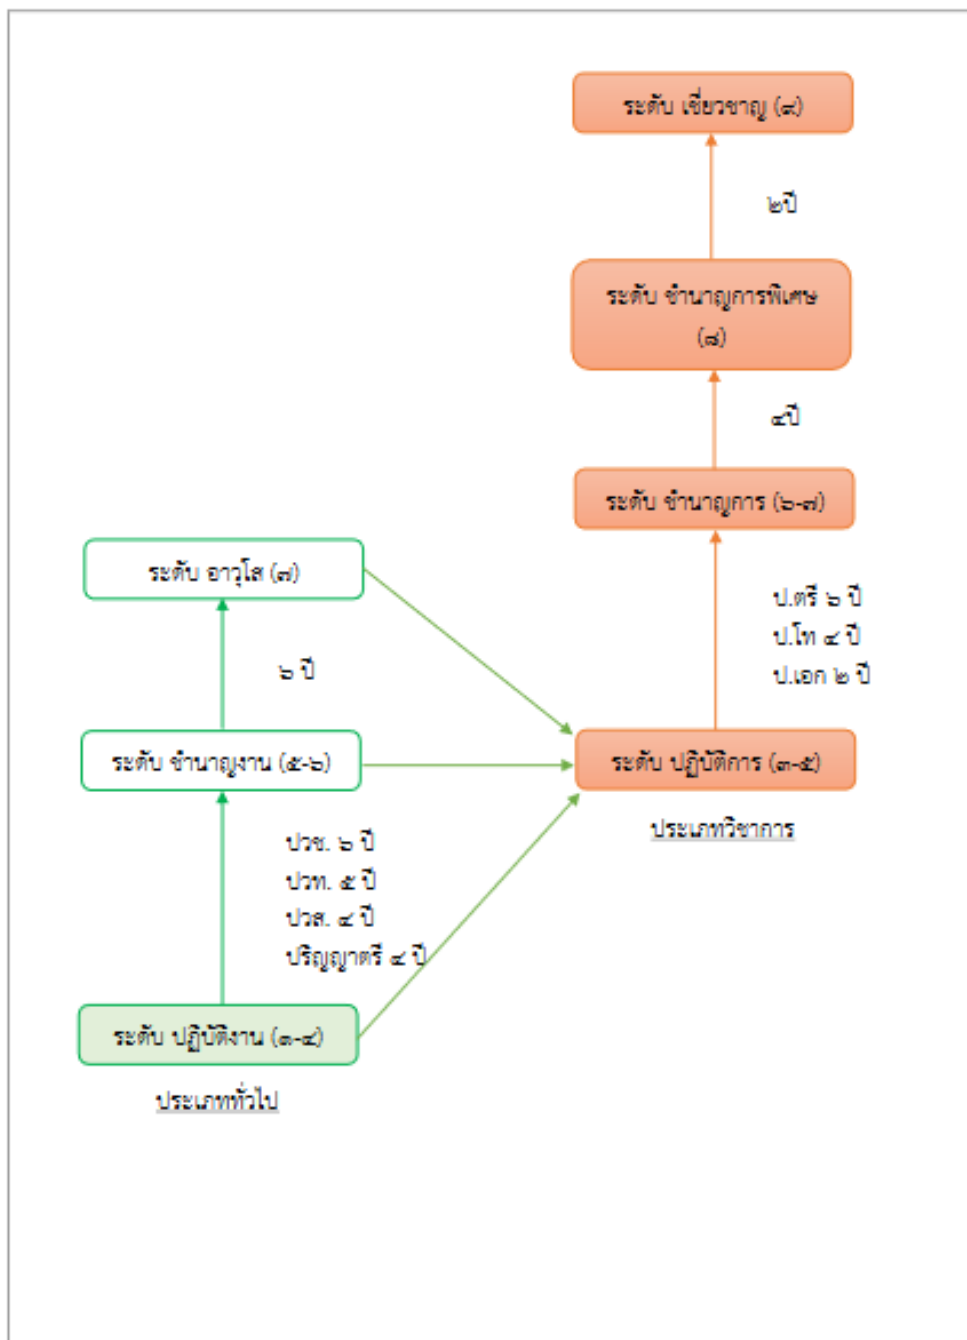 ระดับ เชี่ยวชาญ (๙)
๒ปี
ระดับ ชำนาญการพิเศษ
(๘)
๔ปี
ระดับ ชำนาญการ (๖-๗)
ระดับ อาวุโส (๗)
ป.ตรี ๖ ปี
ป.โท ๔ ปี
ป.เอก ๒ ปี
๖ ปี
ระดับ ชำนาญงาน (๕-๖)
ระดับ ปฏิบัติการ (๓-๕)
ประเภทวิชาการ
ปวช. ๖ ปี
ปวท. ๕ ปี
ปวส. ๔ ปี
ปริญญาตรี ๔ ปี
ระดับ ปฏิบัติงาน (๓-๔)
ประเภททั่วไป